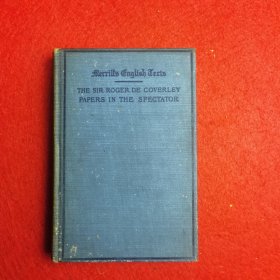 Merrill's English Texts
THE SIR ROGER DE COVERLEY
PAPERS IN THE SPECTATOR